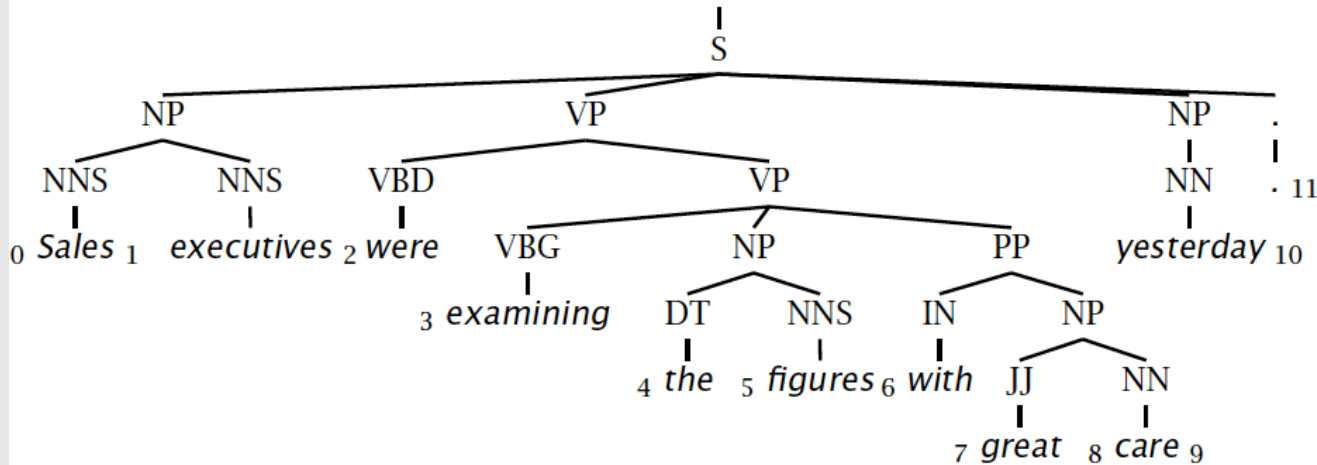 S
NP VP NP .
NNS NNS VBD VP NN . 11
0 Sales 1 executives 2 were VBG NP PP yesterday 10
3 examining DT NNS IN NP
4 the 5 figures 6 with JJ NN
7 great 8 care 9